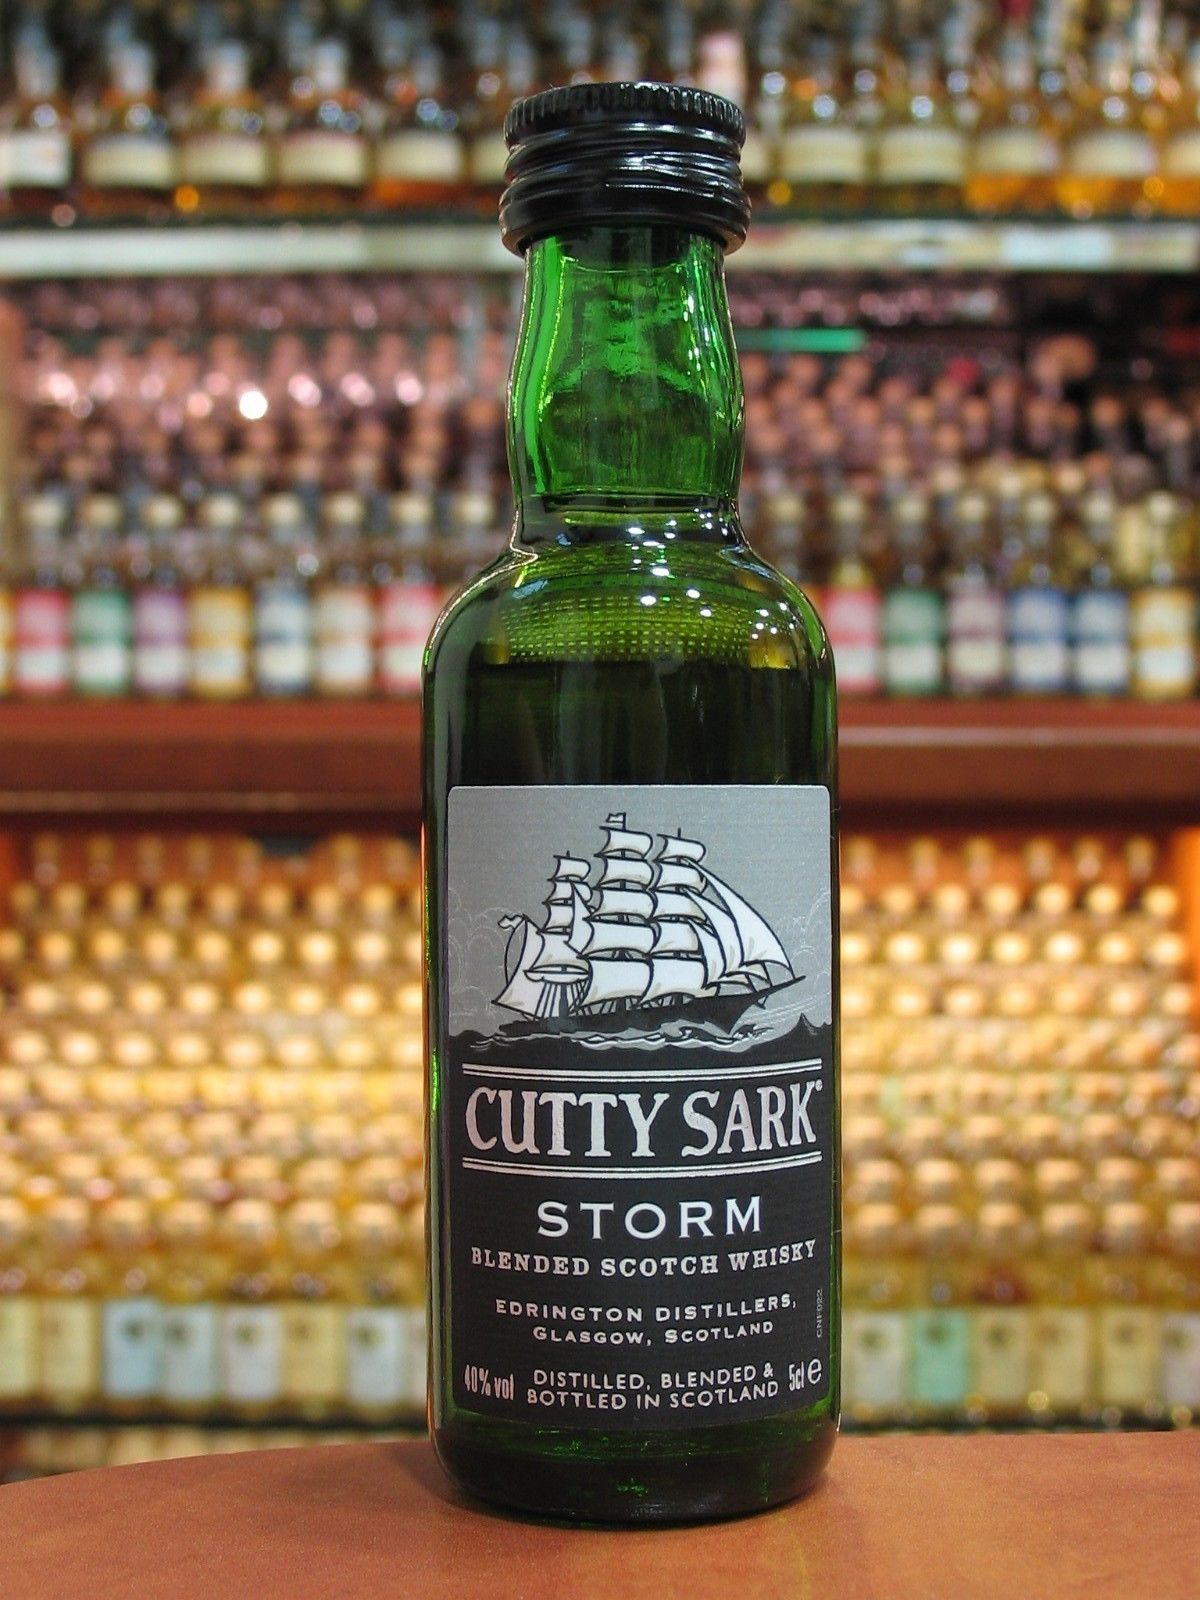 CUTTY SARK®
STORM
BLENDED SCOTCH WHISKY
EDRINGTON DISTILLERS,
GLASGOW, SCOTLAND
CNF022
40% vol
DISTILLED, BLENDED &
BOTTLED IN SCOTLAND
5cl e